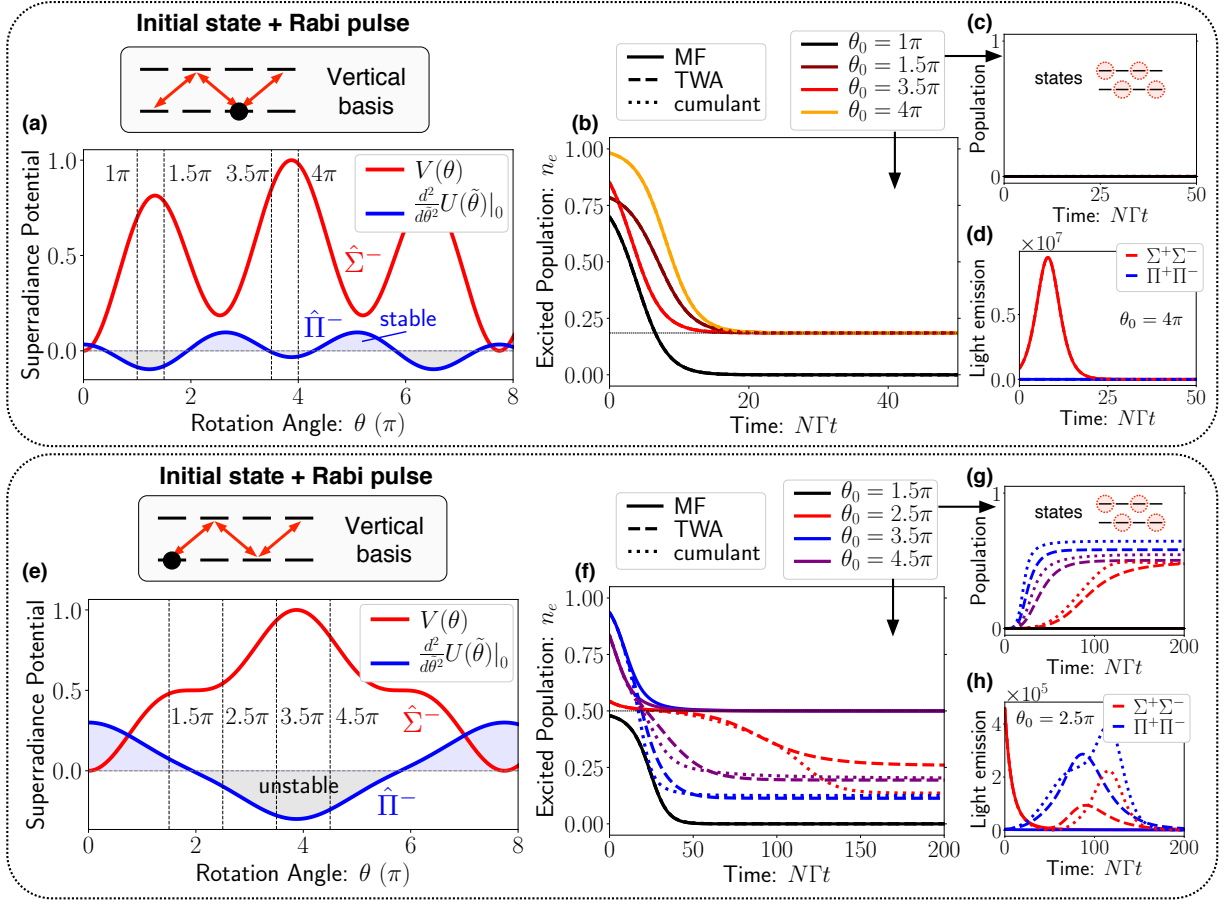 Initial state + Rabi pulse
Vertical
basis
(a)
Superradiance Potential
1.0
0.5
0.0
1π
1.5π
3.5π
4π
V(θ)
d²/dθ̃² U(θ̃)|₀
Σ̂⁻
Π̂⁻
stable
0
2
4
6
8
Rotation Angle: θ (π)
(b)
MF
TWA
cumulant
θ₀ = 1π
θ₀ = 1.5π
θ₀ = 3.5π
θ₀ = 4π
Excited Population: nₑ
1.00
0.75
0.50
0.25
0.00
0
20
40
Time: NΓt
(c)
Population
1
0
states
0
25
50
Time: NΓt
(d)
×10⁷
Light emission
1.0
0.5
0.0
Σ⁺Σ⁻
Π⁺Π⁻
θ₀ = 4π
0
25
50
Time: NΓt
Initial state + Rabi pulse
Vertical
basis
(e)
Superradiance Potential
1.0
0.5
0.0
V(θ)
d²/dθ̃² U(θ̃)|₀
1.5π
2.5π
3.5π
4.5π
Σ̂⁻
unstable
Π̂⁻
0
2
4
6
8
Rotation Angle: θ (π)
(f)
MF
TWA
cumulant
θ₀ = 1.5π
θ₀ = 2.5π
θ₀ = 3.5π
θ₀ = 4.5π
Excited Population: nₑ
1.00
0.75
0.50
0.25
0.00
0
50
100
150
200
Time: NΓt
(g)
Population
1
0
states
0
100
200
Time: NΓt
(h)
×10⁵
Light emission
4
2
0
θ₀ = 2.5π
Σ⁺Σ⁻
Π⁺Π⁻
0
100
200
Time: NΓt